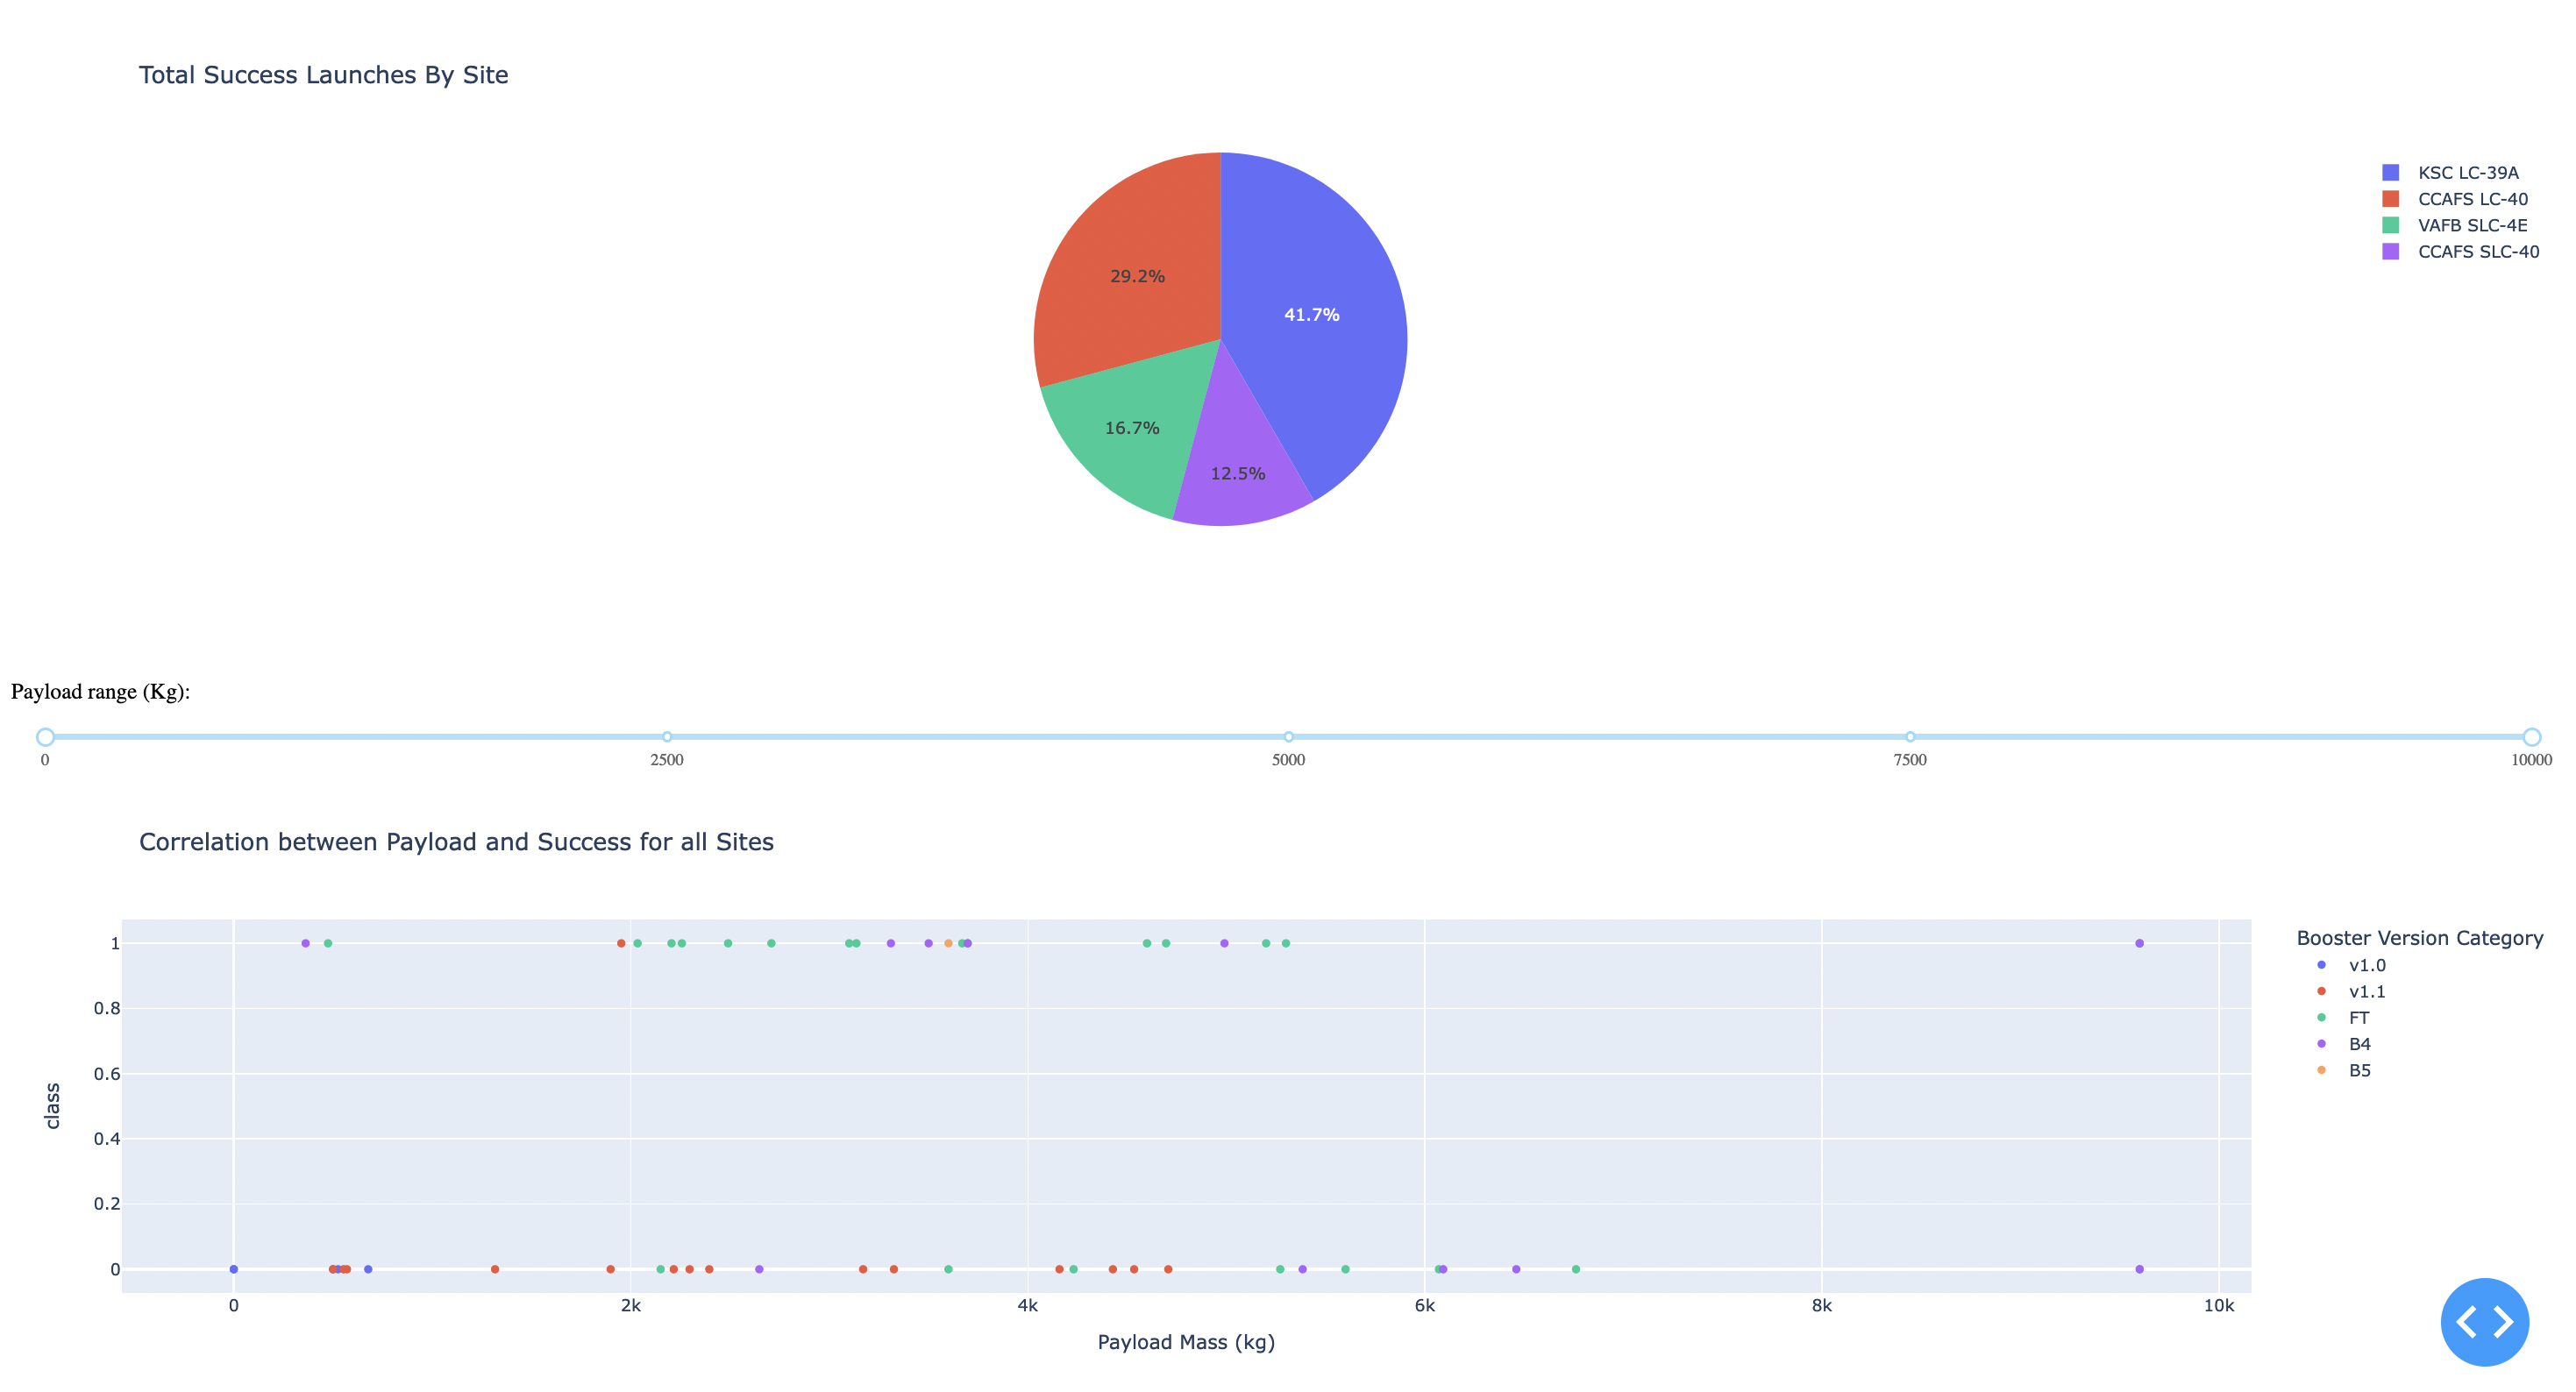 Total Success Launches By Site
KSC LC-39A
CCAFS LC-40
VAFB SLC-4E
CCAFS SLC-40
29.2%
41.7%
16.7%
12.5%
Payload range (Kg):
0 2500 5000 7500 10000
Correlation between Payload and Success for all Sites
Booster Version Category
v1.0
v1.1
FT
B4
B5
class
1
0.8
0.6
0.4
0.2
0
0 2k 4k 6k 8k 10k
Payload Mass (kg)